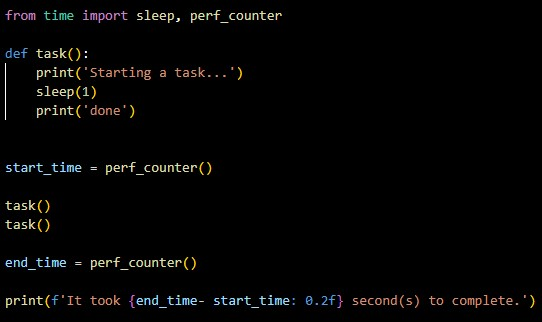 from time import sleep, perf_counter
def task():
    print('Starting a task...')
    sleep(1)
    print('done')
start_time = perf_counter()
task()
task()
end_time = perf_counter()
print(f'It took {end_time- start_time: 0.2f} second(s) to complete.')